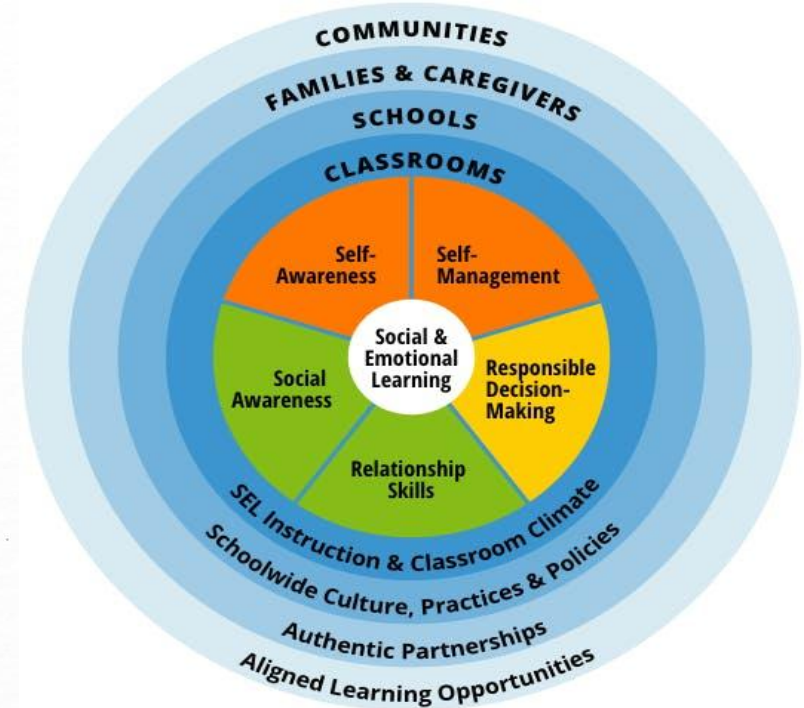 COMMUNITIES
FAMILIES & CAREGIVERS
SCHOOLS
CLASSROOMS
Self-
Awareness
Self-
Management
Social &
Emotional
Learning
Social
Awareness
Responsible
Decision-
Making
Relationship
Skills
SEL Instruction & Classroom Climate
Schoolwide Culture, Practices & Policies
Authentic Partnerships
Aligned Learning Opportunities